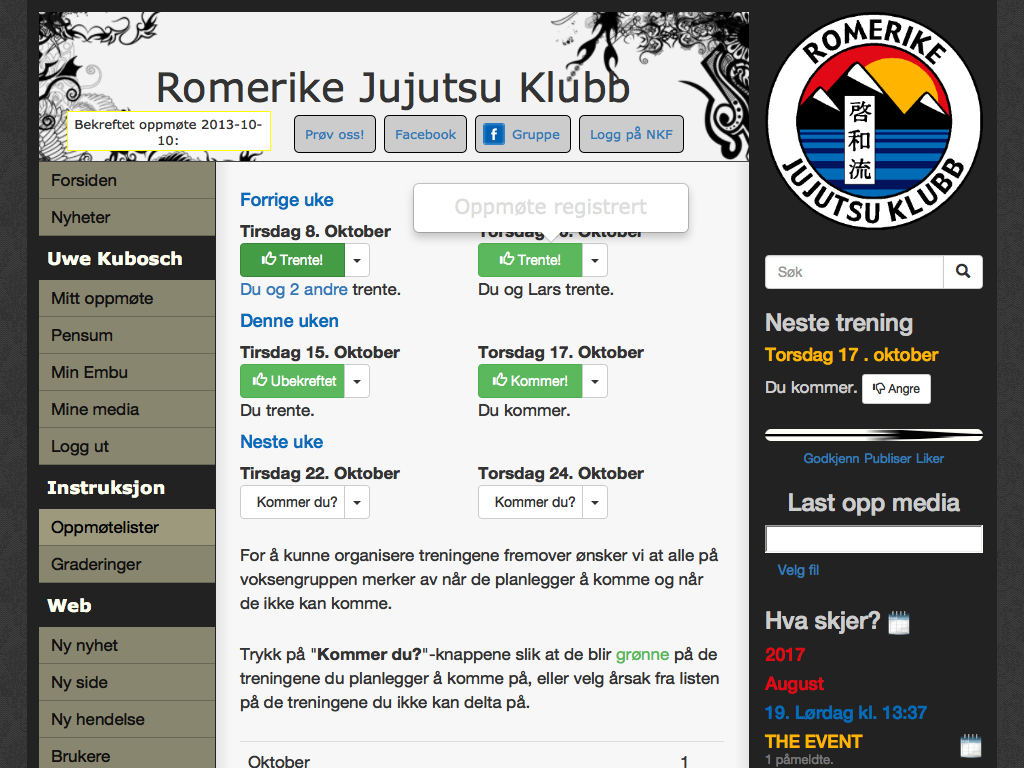 Romerike Jujutsu Klubb
Bekreftet oppmøte 2013-10-
10:
Prøv oss!
Facebook
Gruppe
Logg på NKF
Forsiden
Nyheter
Uwe Kubosch
Mitt oppmøte
Pensum
Min Embu
Mine media
Logg ut
Instruksjon
Oppmøtelister
Graderinger
Web
Ny nyhet
Ny side
Ny hendelse
Brukere
Forrige uke
Oppmøte registrert
Tirsdag 8. Oktober
Trente!
Trente!
Du og 2 andre trente.
Du og Lars trente.
Denne uken
Tirsdag 15. Oktober
Torsdag 17. Oktober
Ubekreftet
Kommer!
Du trente.
Du kommer.
Neste uke
Tirsdag 22. Oktober
Torsdag 24. Oktober
Kommer du?
Kommer du?
For å kunne organisere treningene fremover ønsker vi at alle på
voksengruppen merker av når de planlegger å komme og når
de ikke kan komme.
Trykk på "Kommer du?"-knappene slik at de blir grønne på de
treningene du planlegger å komme på, eller velg årsak fra listen
på de treningene du ikke kan delta på.
Oktober 1
ROMERIKE
啓和流
JUJUTSU KLUBB
Søk
Neste trening
Torsdag 17 . oktober
Du kommer. Angre
Godkjenn Publiser Liker
Last opp media
Velg fil
Hva skjer?
2017
August
19. Lørdag kl. 13:37
THE EVENT
1 påmeldte.